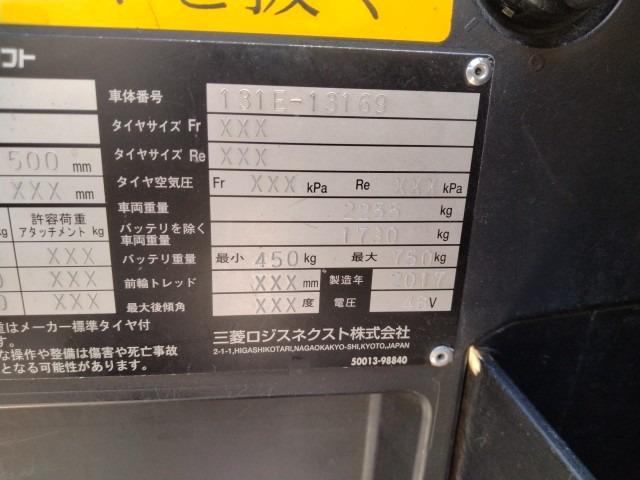 を抜く
フト
車体番号 131E-13169
タイヤサイズ Fr XXX
タイヤサイズ Re XXX
500 mm
タイヤ空気圧 Fr XXX kPa Re XXX kPa
XXX mm
車両重量 kg
許容荷重
アタッチメント kg
バッテリを除く
車両重量 kg
XXX
バッテリ重量 最小 450 kg 最大 kg
XXX
前輪トレッド XXX mm 製造年
XXX
最大後傾角 XXX 度 電圧 48 V
重はメーカー標準タイヤ付
す。
三菱ロジスネクスト株式会社
2-1-1,HIGASHIKOTARI,NAGAOKAKYO-SHI,KYOTO,JAPAN
な操作や整備は傷害や死亡事故
となる可能性があります。
50013-98840